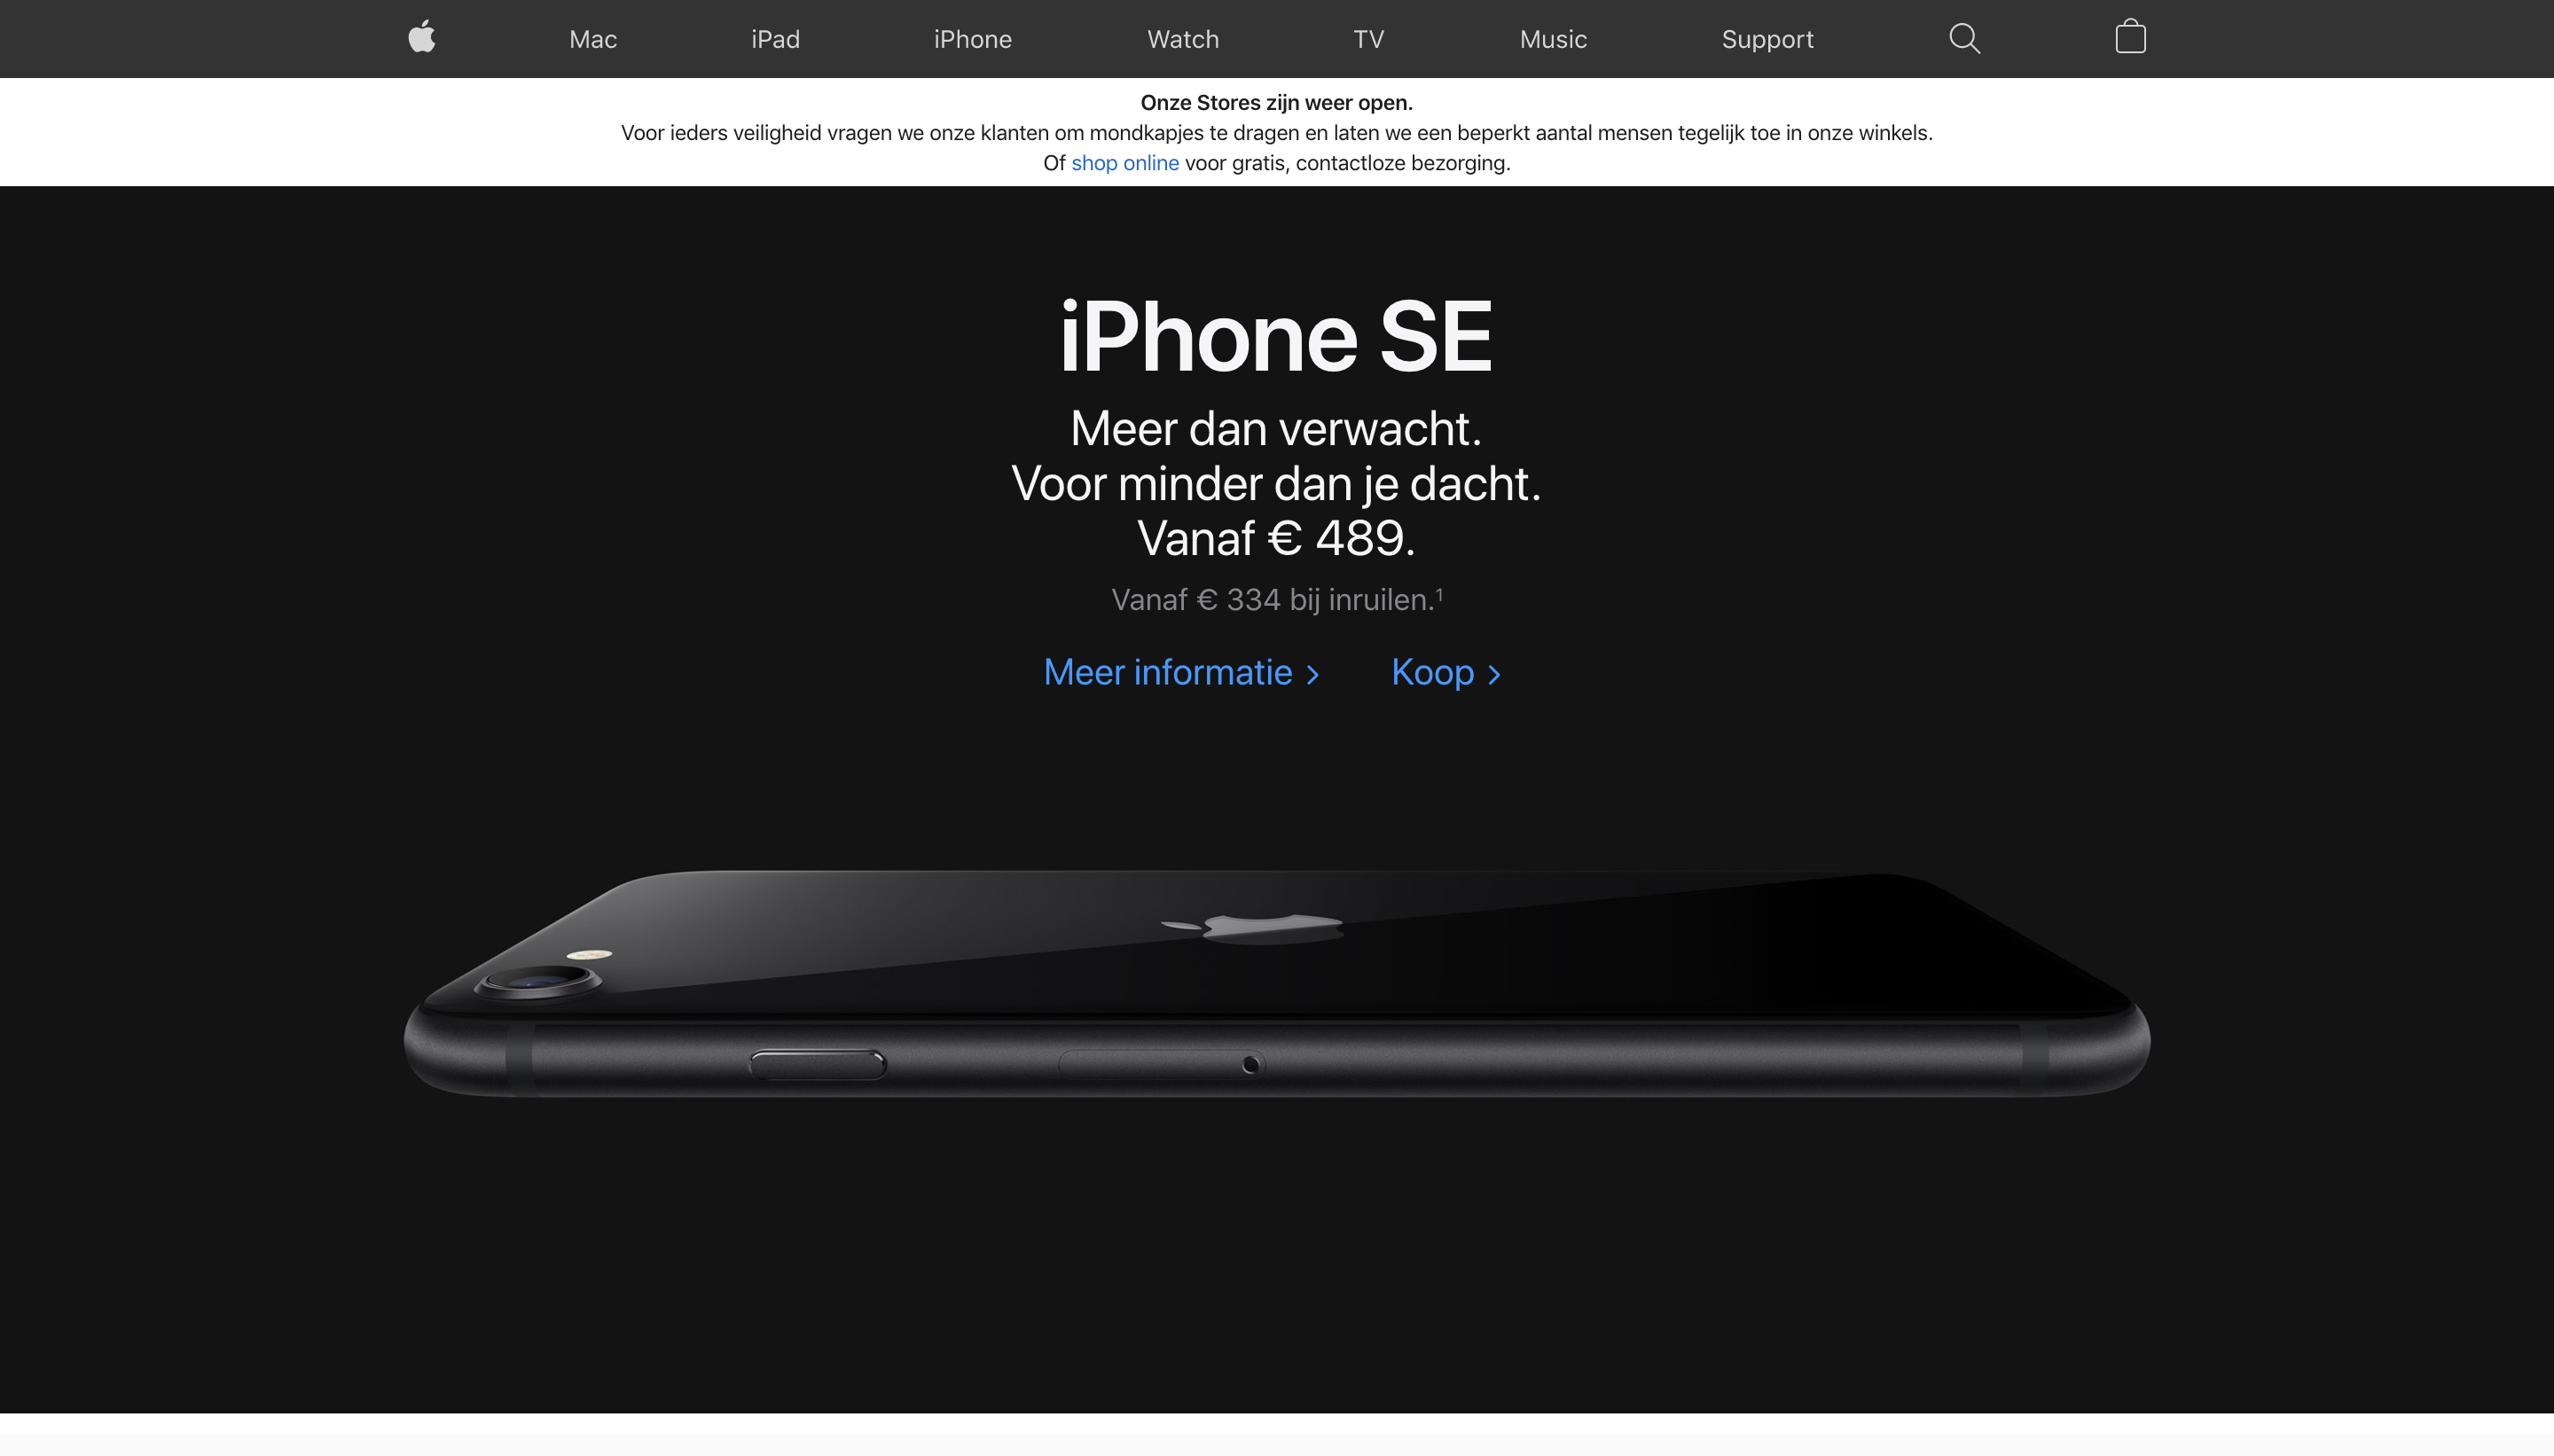 Mac iPad iPhone Watch TV Music Support
Onze Stores zijn weer open.
Voor ieders veiligheid vragen we onze klanten om mondkapjes te dragen en laten we een beperkt aantal mensen tegelijk toe in onze winkels.
Of shop online voor gratis, contactloze bezorging.
iPhone SE
Meer dan verwacht.
Voor minder dan je dacht.
Vanaf € 489.
Vanaf € 334 bij inruilen.¹
Meer informatie > Koop >